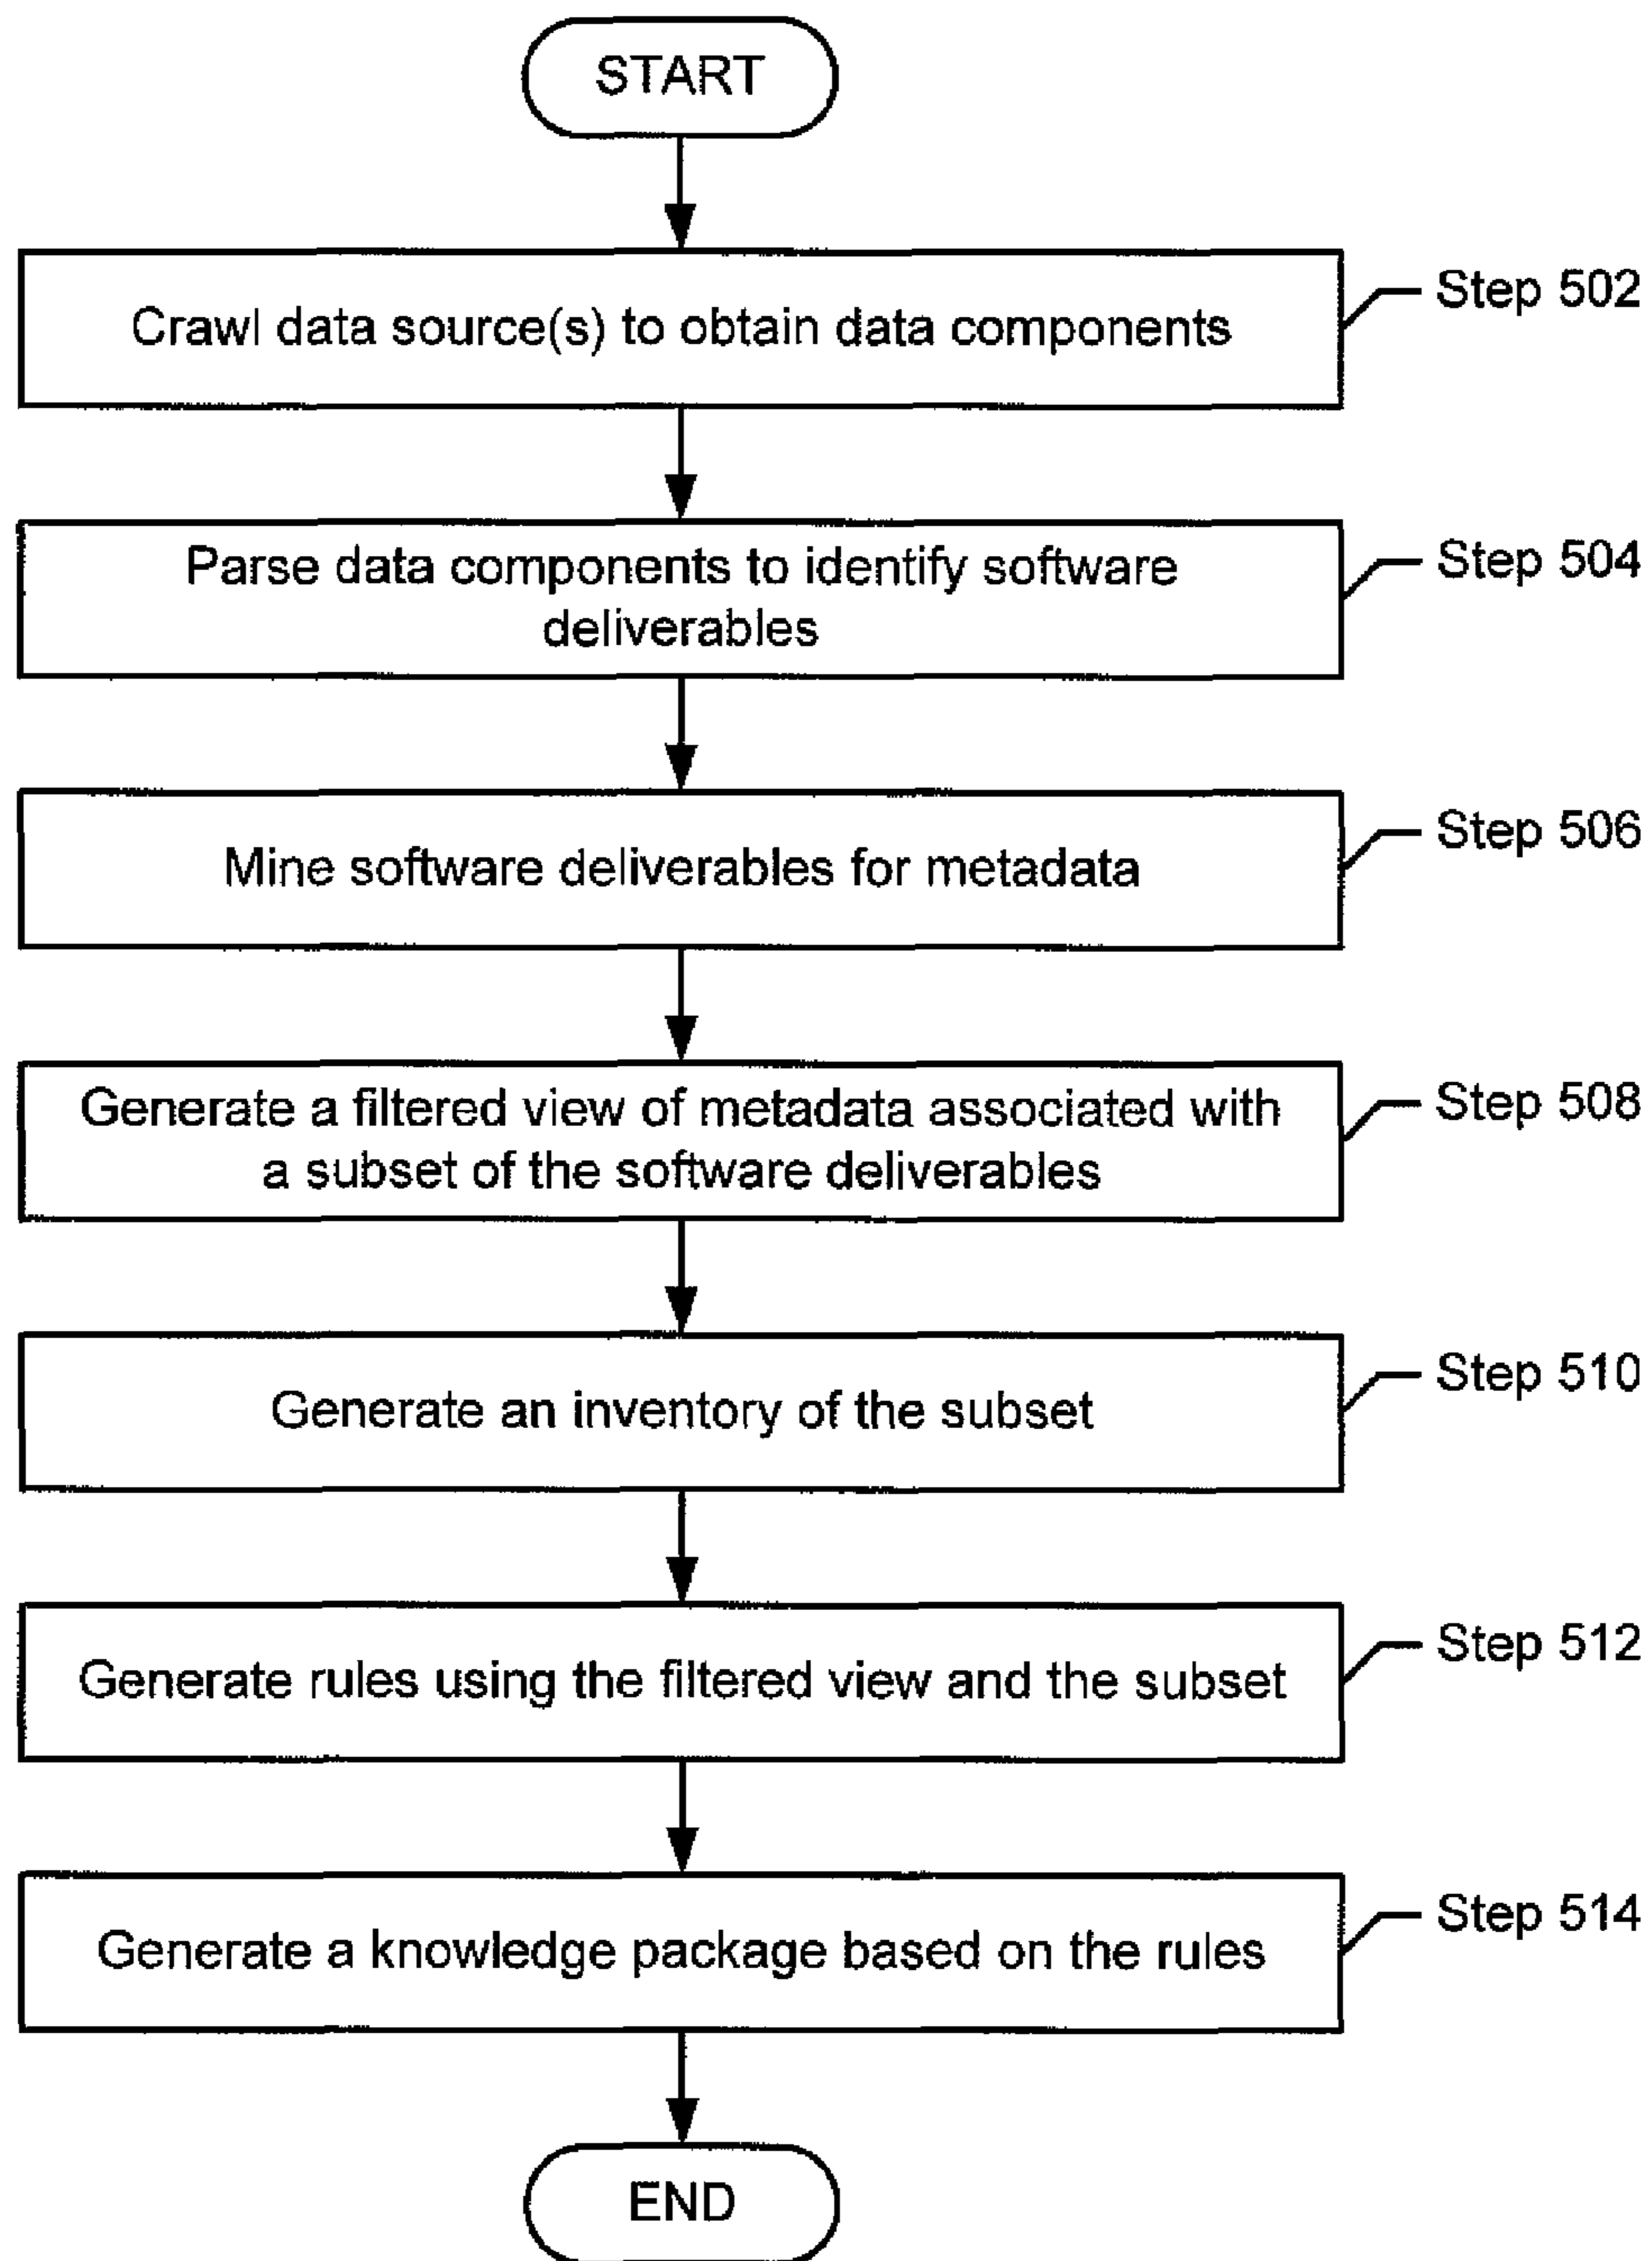 START
Crawl data source(s) to obtain data components
Step 502
Parse data components to identify software
deliverables
Step 504
Mine software deliverables for metadata
Step 506
Generate a filtered view of metadata associated with
a subset of the software deliverables
Step 508
Generate an inventory of the subset
Step 510
Generate rules using the filtered view and the subset
Step 512
Generate a knowledge package based on the rules
Step 514
END